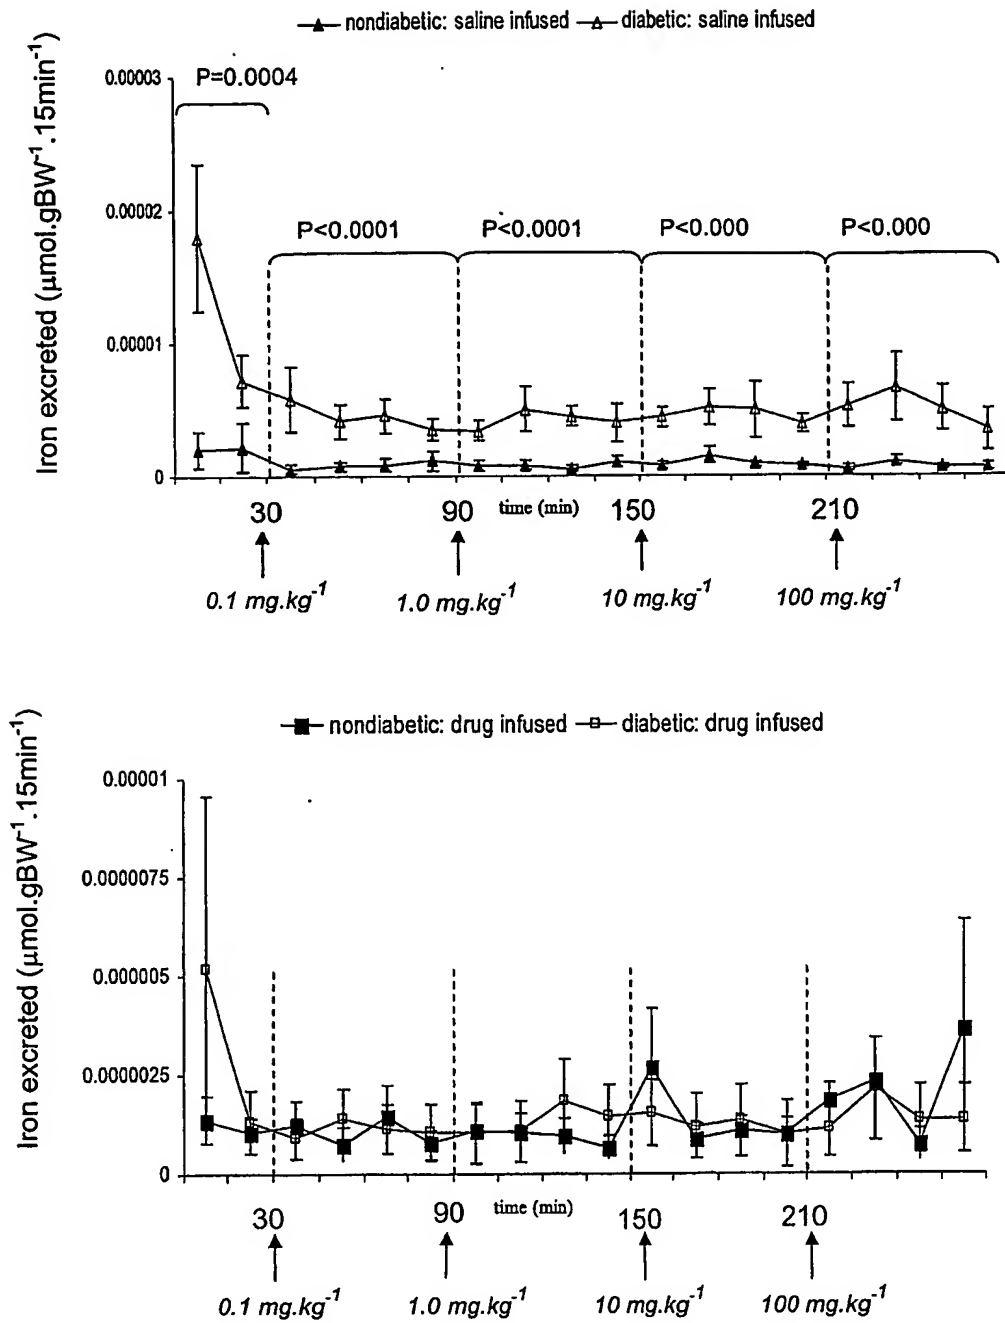 nondiabetic: saline infused diabetic: saline infused
Iron excreted (μmol.gBW⁻¹.15min⁻¹)
0.00003
P=0.0004
0.00002
P<0.0001 P<0.0001 P<0.000 P<0.000
0.00001
0
30 90 time (min) 150 210
0.1 mg.kg⁻¹ 1.0 mg.kg⁻¹ 10 mg.kg⁻¹ 100 mg.kg⁻¹
nondiabetic: drug infused diabetic: drug infused
Iron excreted (μmol.gBW⁻¹.15min⁻¹)
0.00001
0.0000075
0.000005
0.0000025
0
30 90 time (min) 150 210
0.1 mg.kg⁻¹ 1.0 mg.kg⁻¹ 10 mg.kg⁻¹ 100 mg.kg⁻¹